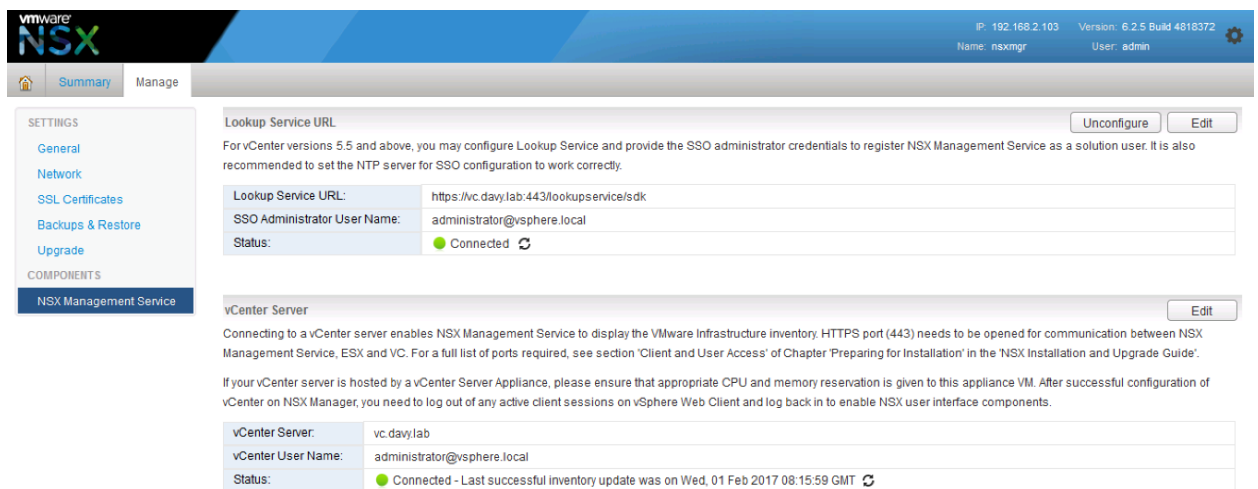 vmware
NSX
IP: 192.168.2.103 Version: 6.2.5 Build 4818372
Name: nsxmgr User: admin
Summary Manage
SETTINGS
General
Network
SSL Certificates
Backups & Restore
Upgrade
COMPONENTS
NSX Management Service
Lookup Service URL Unconfigure Edit
For vCenter versions 5.5 and above, you may configure Lookup Service and provide the SSO administrator credentials to register NSX Management Service as a solution user. It is also
recommended to set the NTP server for SSO configuration to work correctly.
Lookup Service URL: https://vc.davy.lab:443/lookupservice/sdk
SSO Administrator User Name: administrator@vsphere.local
Status: Connected
vCenter Server Edit
Connecting to a vCenter server enables NSX Management Service to display the VMware Infrastructure inventory. HTTPS port (443) needs to be opened for communication between NSX
Management Service, ESX and VC. For a full list of ports required, see section 'Client and User Access' of Chapter 'Preparing for Installation' in the 'NSX Installation and Upgrade Guide'.
If your vCenter server is hosted by a vCenter Server Appliance, please ensure that appropriate CPU and memory reservation is given to this appliance VM. After successful configuration of
vCenter on NSX Manager, you need to log out of any active client sessions on vSphere Web Client and log back in to enable NSX user interface components.
vCenter Server: vc.davy.lab
vCenter User Name: administrator@vsphere.local
Status: Connected - Last successful inventory update was on Wed, 01 Feb 2017 08:15:59 GMT